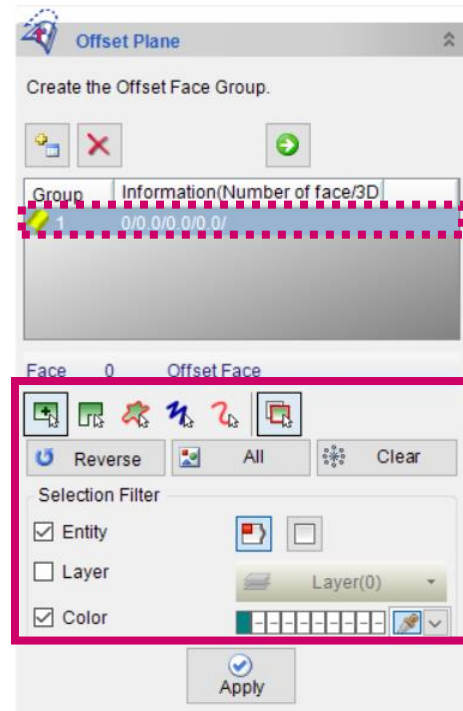 Offset Plane
Create the Offset Face Group.
Group Information(Number of face/3D
1 0/0.0/0.0/0.0/
Face 0 Offset Face
Reverse All Clear
Selection Filter
Entity
Layer Layer(0)
Color
Apply